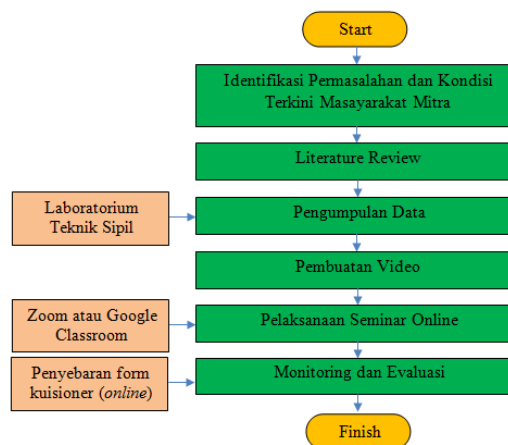 Start
Identifikasi Permasalahan dan Kondisi
Terkini Masayarakat Mitra
Literature Review
Laboratorium
Teknik Sipil
Pengumpulan Data
Pembuatan Video
Zoom atau Google
Classroom
Pelaksanaan Seminar Online
Penyebaran form
kuisioner (online)
Monitoring dan Evaluasi
Finish